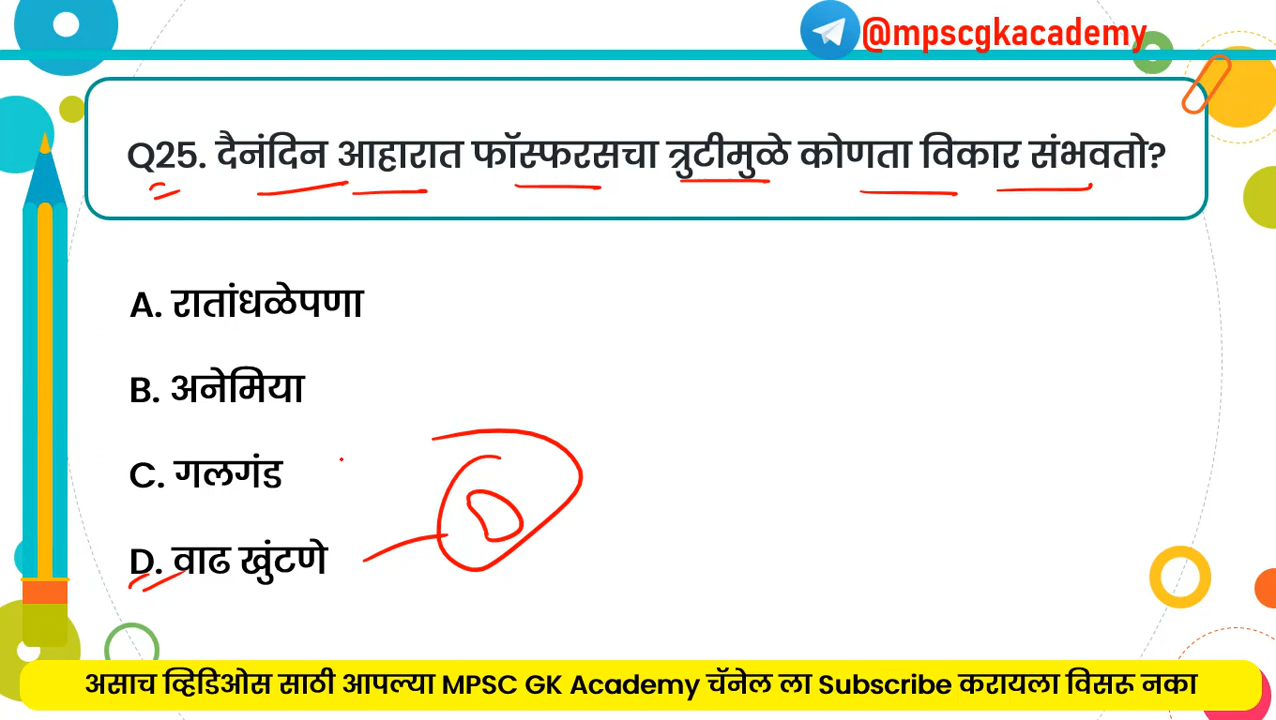 @mpscgkacademy
Q25. दैनंदिन आहारात फॉस्फरसचा त्रुटीमुळे कोणता विकार संभवतो?
A. रातांधळेपणा
B. अनेमिया
C. गलगंड
D
D. वाढ खुंटणे
असाच व्हिडिओस साठी आपल्या MPSC GK Academy चॅनेल ला Subscribe करायला विसरू नका